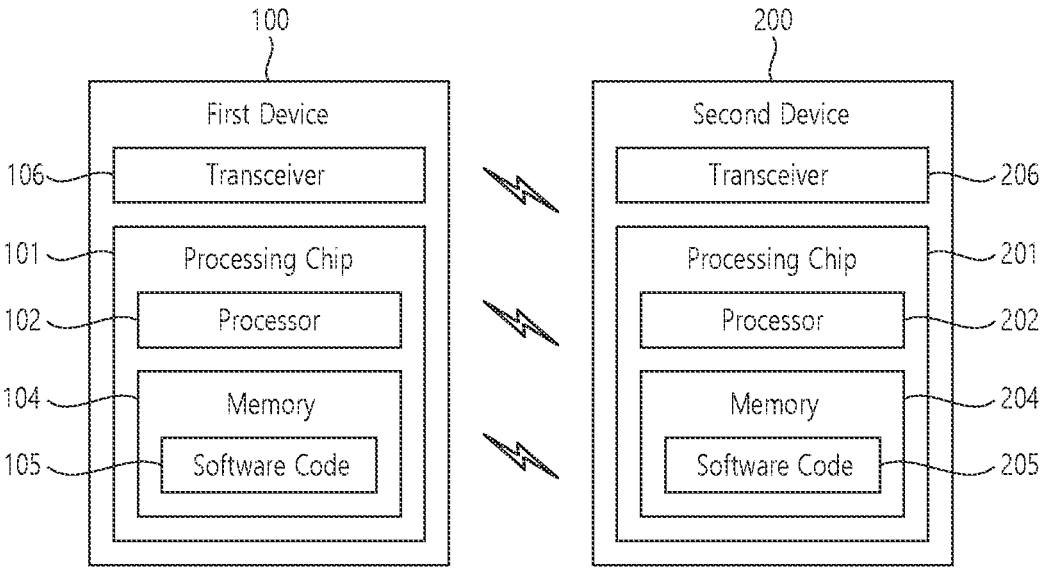 100
200
First Device
Second Device
106
Transceiver
Transceiver
206
101
Processing Chip
Processing Chip
201
102
Processor
Processor
202
104
Memory
Memory
204
105
Software Code
Software Code
205